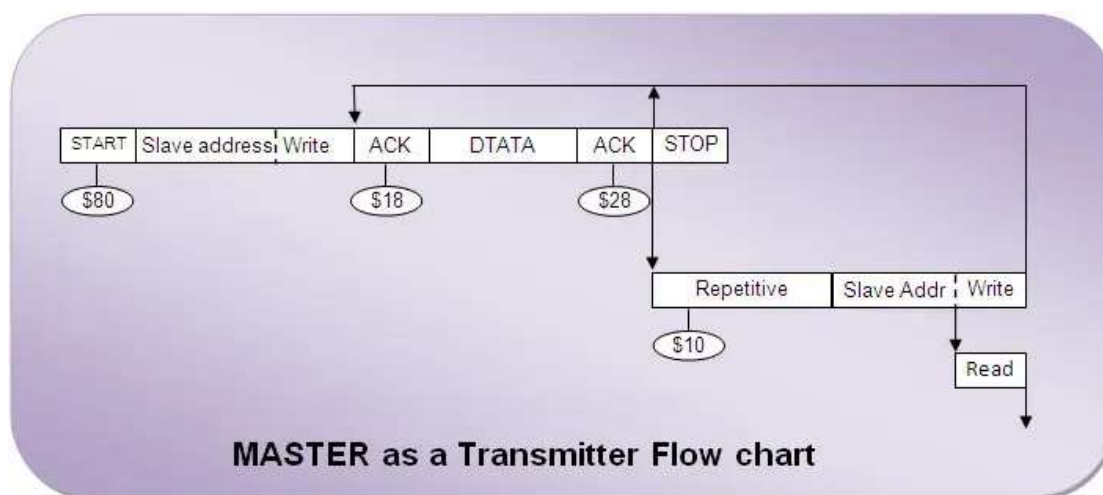 START Slave address Write ACK DTATA ACK STOP
$80 $18 $28
Repetitive Slave Addr Write
$10
Read
MASTER as a Transmitter Flow chart